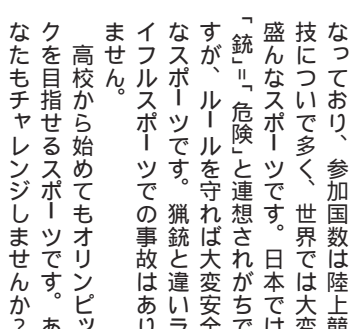 なっており、参加国数は陸上競
技について多く、世界では大変
盛んなスポーツです。日本では
「銃」＝「危険」と連想されがちで
すが、ルールを守れば大変安全
なスポーツです。猟銃と違いラ
イフルスポーツでの事故はあり
ません。
高校から始めてもオリンピッ
クを目指せるスポーツです。あ
なたもチャレンジしませんか？